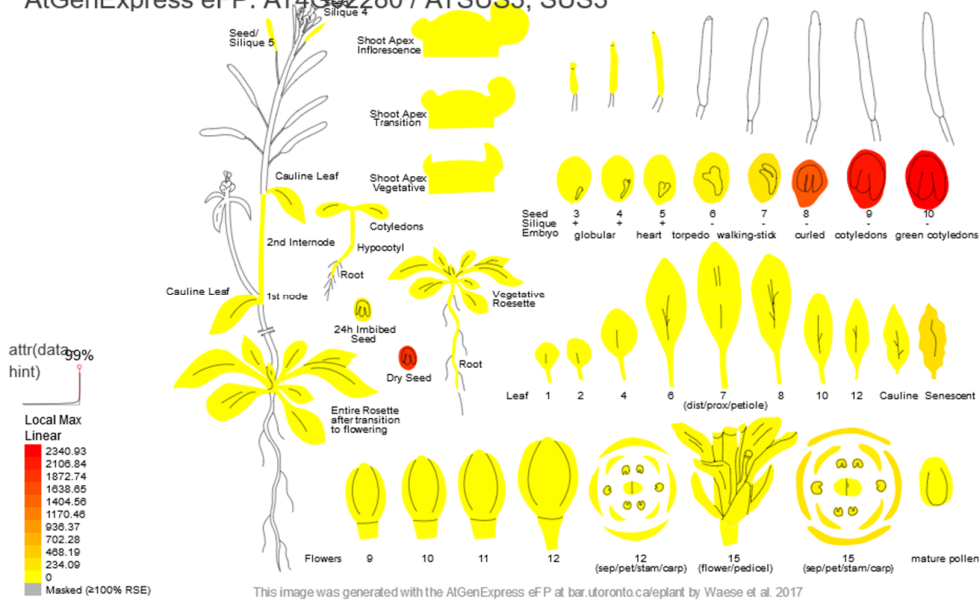 AtGenExpress eFP: AT4G02280 / ATSUS3, SUS3
Silique 4
Seed/
Silique 5
Shoot Apex
Inflorescence
Shoot Apex
Transition
Shoot Apex
Vegetative
Cauline Leaf
Cotyledons
2nd Internode
Hypocotyl
Root
Cauline Leaf
1st node
24h Imbibed
Seed
Dry Seed
Vegetative
Roesette
Root
Entire Rosette
after transition
to flowering
Seed 3 4 5 6 7 8 9 10
Silique + + + - - - - -
Embryo globular heart torpedo walking-stick curled cotyledons green cotyledons
Leaf 1 2 4 6 7 8 10 12 Cauline Senescent
(dist/prox/petiole)
Flowers 9 10 11 12 12 15 15 mature pollen
(sep/pet/stam/carp) (flower/pedicel) (sep/pet/stam/carp)
attr(data
hint)
99%
Local Max
Linear
2340.93
2106.84
1872.74
1638.65
1404.56
1170.46
936.37
702.28
468.19
234.09
0
Masked (≥100% RSE)
This image was generated with the AtGenExpress eFP at bar.utoronto.ca/eplant by Waese et al. 2017